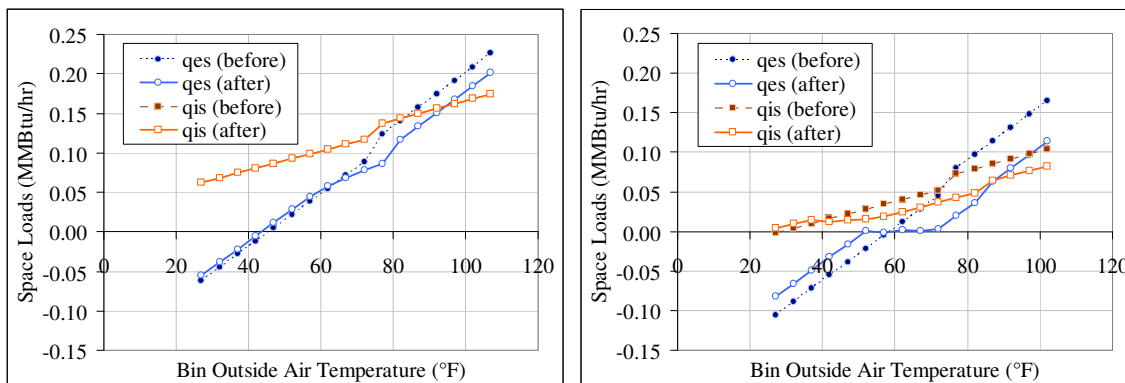 0.25
0.20
0.15
0.10
0.05
0.00
-0.05
-0.10
-0.15
0 20 40 60 80 100 120
Space Loads (MMBtu/hr)
Bin Outside Air Temperature (°F)
qes (before)
qes (after)
qis (before)
qis (after)
0.25
0.20
0.15
0.10
0.05
0.00
-0.05
-0.10
-0.15
0 20 40 60 80 100 120
Space Loads (MMBtu/hr)
Bin Outside Air Temperature (°F)
qes (before)
qes (after)
qis (before)
qis (after)